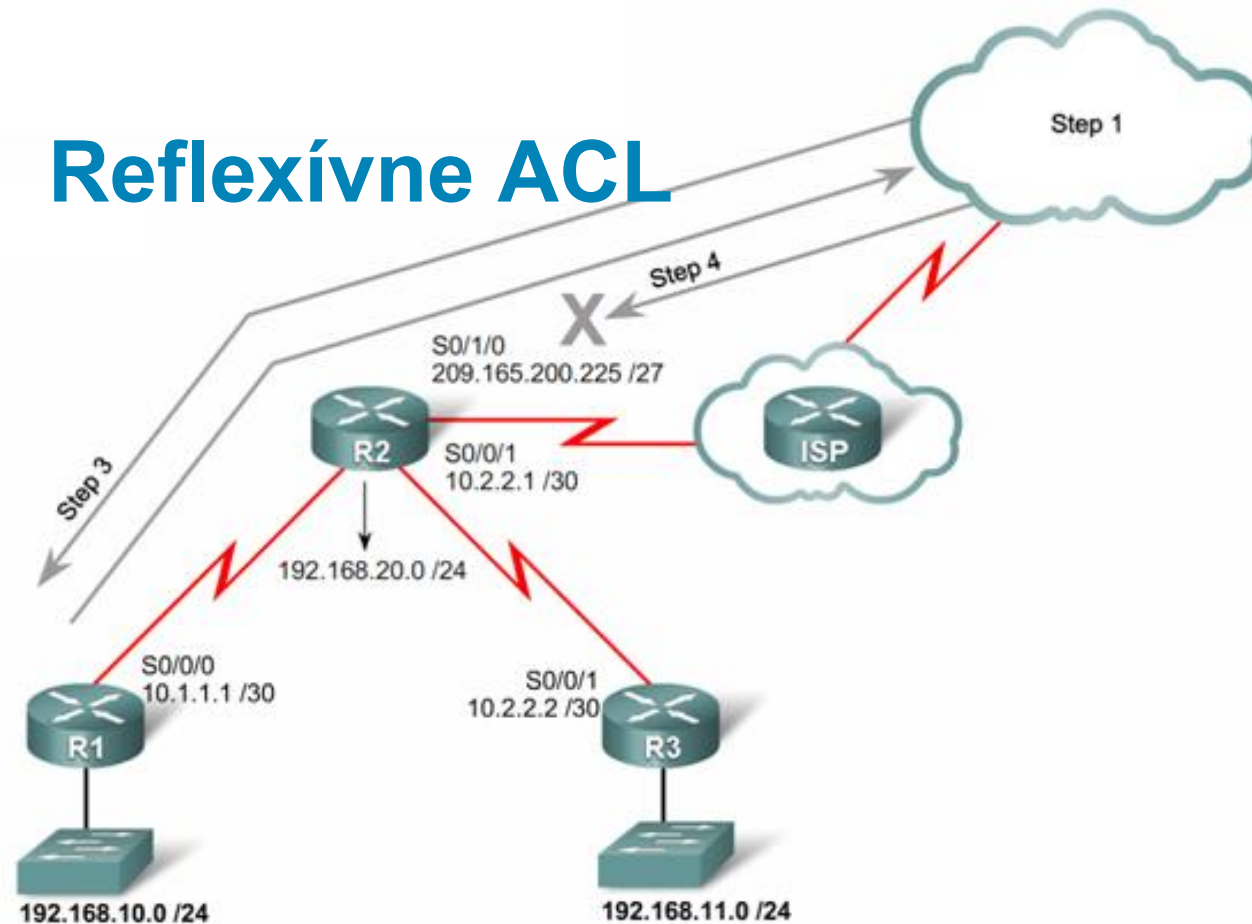 Reflexívne ACL
Step 1
Step 4
X
S0/1/0
209.165.200.225 /27
R2
ISP
S0/0/1
10.2.2.1 /30
Step 3
192.168.20.0 /24
S0/0/0
10.1.1.1 /30
S0/0/1
10.2.2.2 /30
R1
R3
192.168.10.0 /24
192.168.11.0 /24